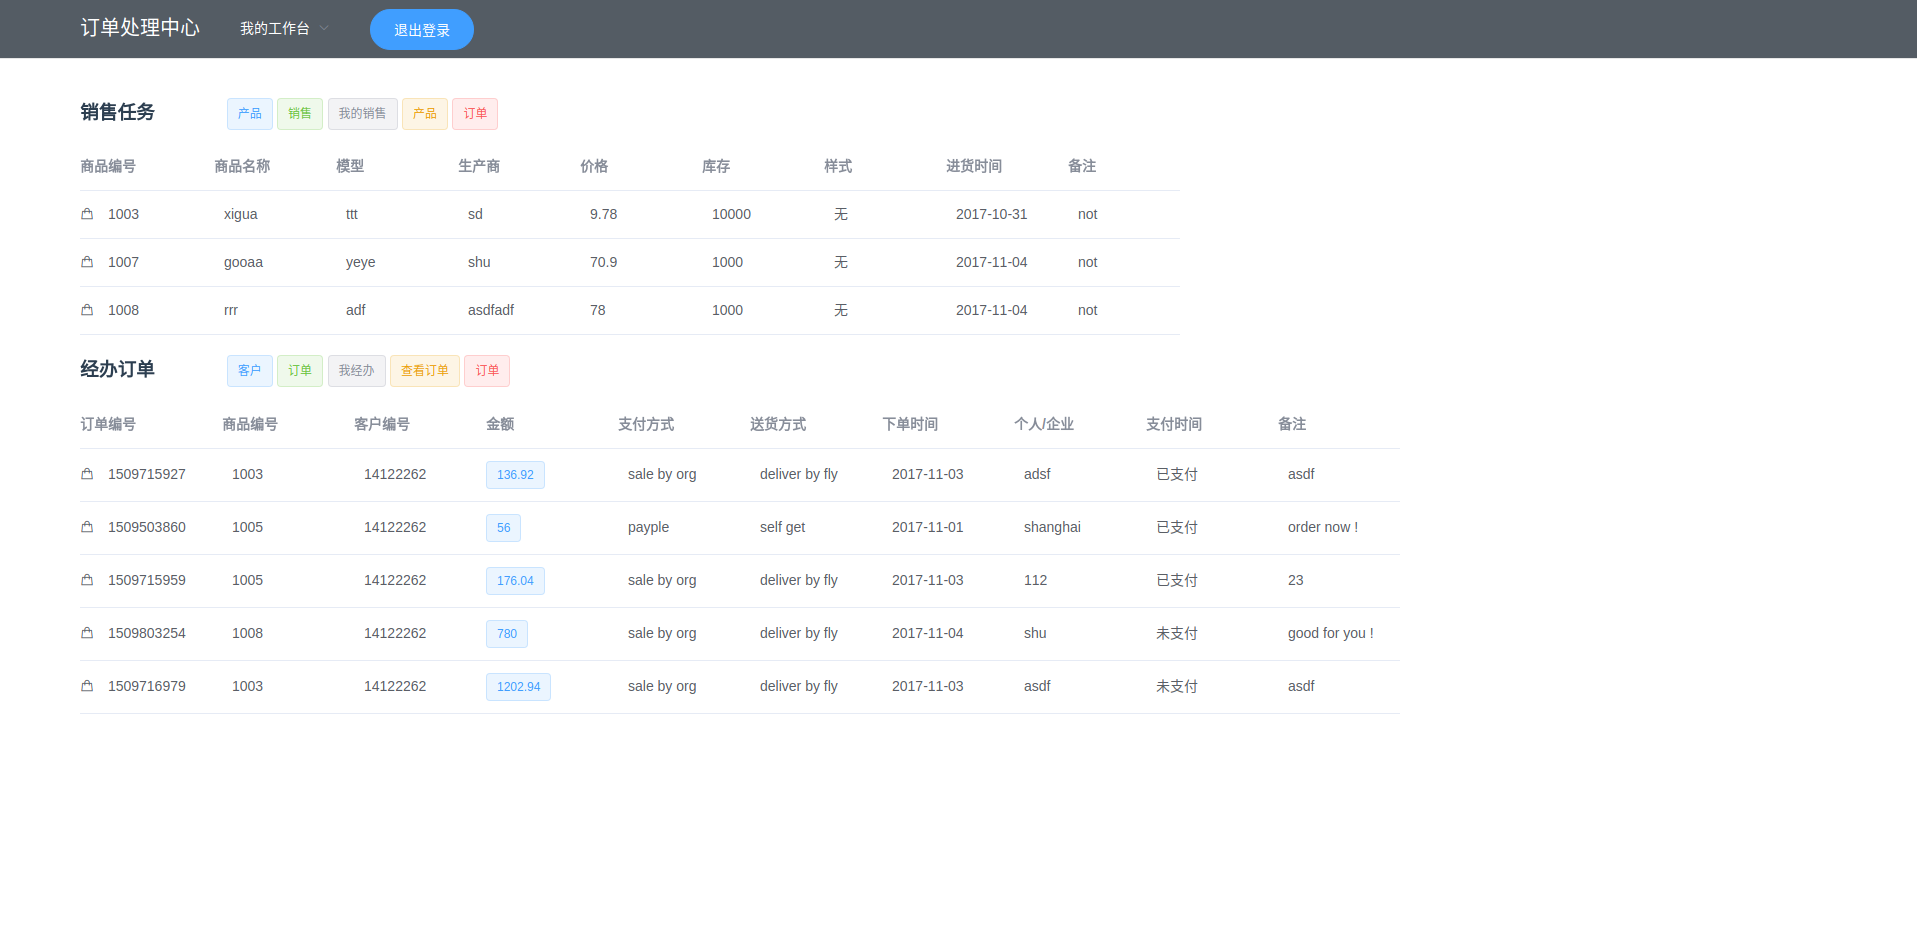 订单处理中心 我的工作台 退出登录
销售任务 产品 销售 我的销售 产品 订单
商品编号 商品名称 模型 生产商 价格 库存 样式 进货时间 备注
1003 xigua ttt sd 9.78 10000 无 2017-10-31 not
1007 gooaa yeye shu 70.9 1000 无 2017-11-04 not
1008 rrr adf asdfadf 78 1000 无 2017-11-04 not
经办订单 客户 订单 我经办 查看订单 订单
订单编号 商品编号 客户编号 金额 支付方式 送货方式 下单时间 个人/企业 支付时间 备注
1509715927 1003 14122262 136.92 sale by org deliver by fly 2017-11-03 adsf 已支付 asdf
1509503860 1005 14122262 56 payple self get 2017-11-01 shanghai 已支付 order now !
1509715959 1005 14122262 176.04 sale by org deliver by fly 2017-11-03 112 已支付 23
1509803254 1008 14122262 780 sale by org deliver by fly 2017-11-04 shu 未支付 good for you !
1509716979 1003 14122262 1202.94 sale by org deliver by fly 2017-11-03 asdf 未支付 asdf